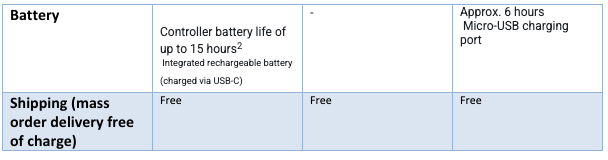 Battery
Controller battery life of
up to 15 hours2
Integrated rechargeable battery
(charged via USB-C)
-
Approx. 6 hours
Micro-USB charging
port
Shipping (mass
order delivery free
of charge)
Free
Free
Free